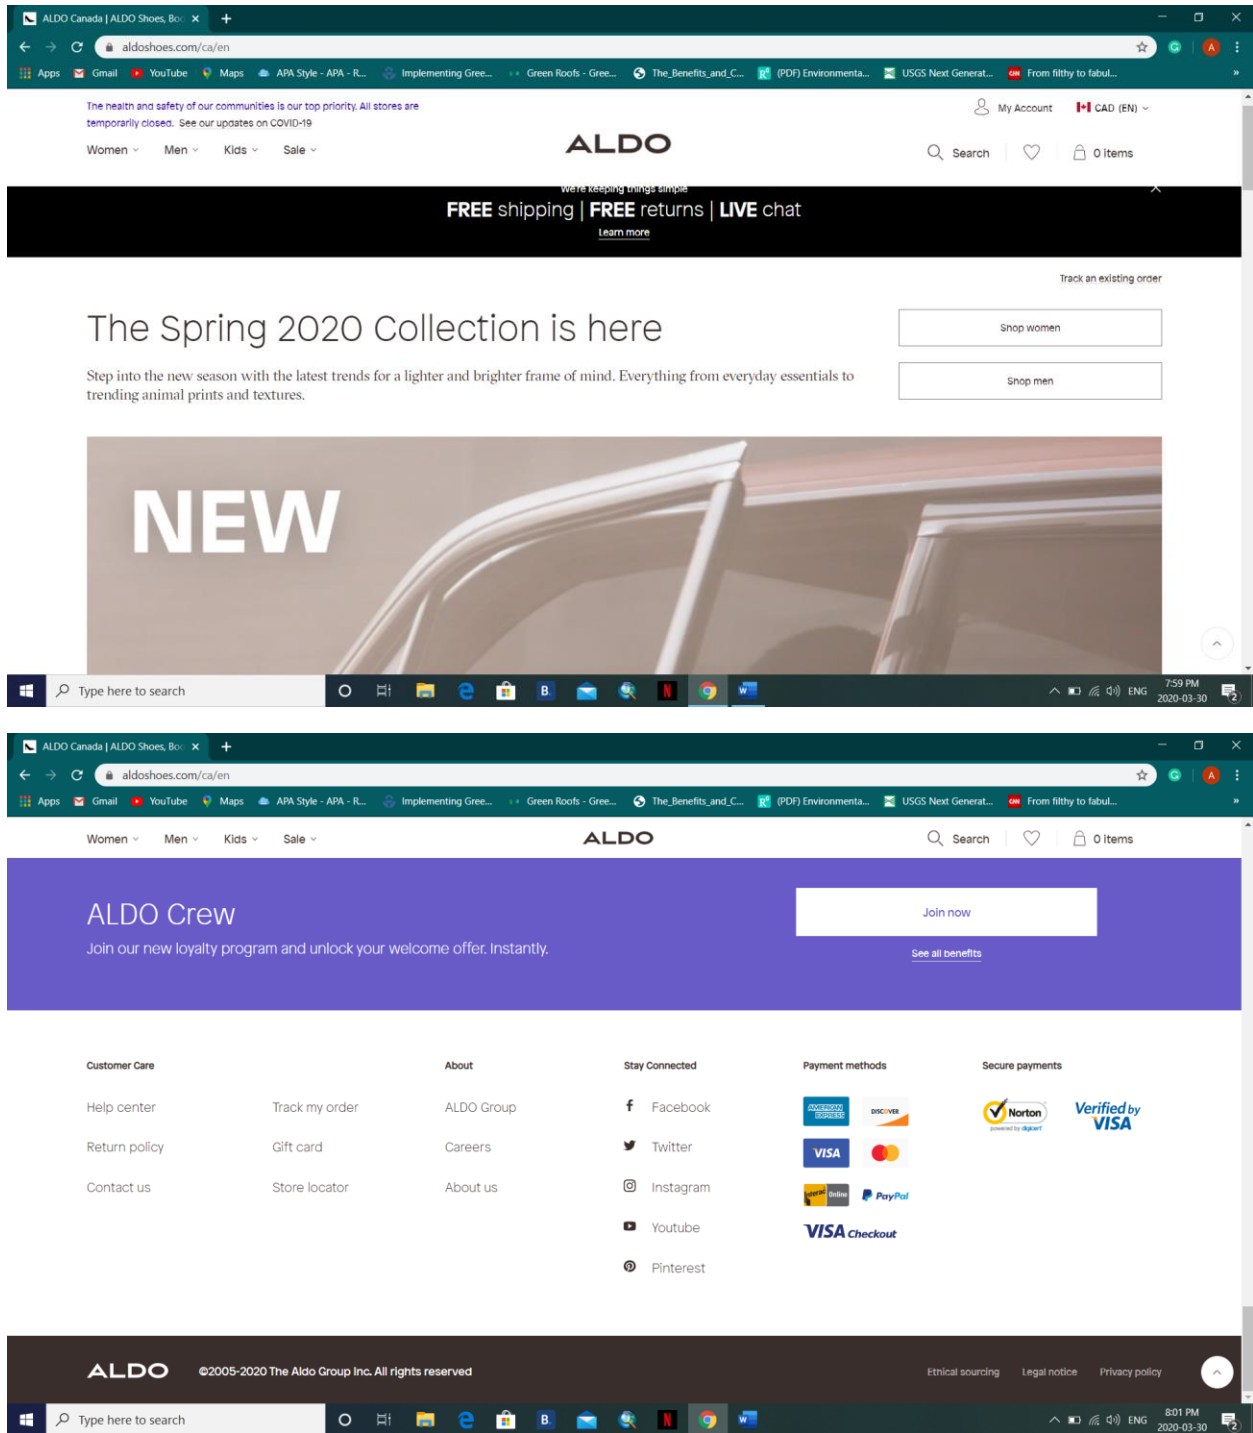 ALDO Canada | ALDO Shoes, Boo
aldoshoes.com/ca/en
Apps Gmail YouTube Maps APA Style - APA - R... Implementing Gree... Green Roofs - Gree... The_Benefits_and_C... (PDF) Environmenta... USGS Next Generat... From filthy to fabul... »
The health and safety of our communities is our top priority. All stores are
temporarily closed. See our updates on COVID-19
My Account CAD (EN)
Women Men Kids Sale
ALDO
Search 0 items
We're keeping things simple
FREE shipping | FREE returns | LIVE chat
Learn more
Track an existing order
The Spring 2020 Collection is here
Shop women
Step into the new season with the latest trends for a lighter and brighter frame of mind. Everything from everyday essentials to
trending animal prints and textures.
Shop men
NEW
Type here to search
ENG 7:59 PM
2020-03-30
ALDO Canada | ALDO Shoes, Boo
aldoshoes.com/ca/en
Apps Gmail YouTube Maps APA Style - APA - R... Implementing Gree... Green Roofs - Gree... The_Benefits_and_C... (PDF) Environmenta... USGS Next Generat... From filthy to fabul... »
Women Men Kids Sale ALDO Search 0 items
ALDO Crew
Join our new loyalty program and unlock your welcome offer. Instantly.
Join now
See all benefits
Customer Care About Stay Connected Payment methods Secure payments
Help center Track my order ALDO Group Facebook AMERICAN EXPRESS DISCOVER Norton Verified by VISA
powered by digicert
Return policy Gift card Careers Twitter VISA
Contact us Store locator About us Instagram Interac Online PayPal
Youtube VISA Checkout
Pinterest
ALDO ©2005-2020 The Aldo Group Inc. All rights reserved Ethical sourcing Legal notice Privacy policy
Type here to search
ENG 8:01 PM
2020-03-30